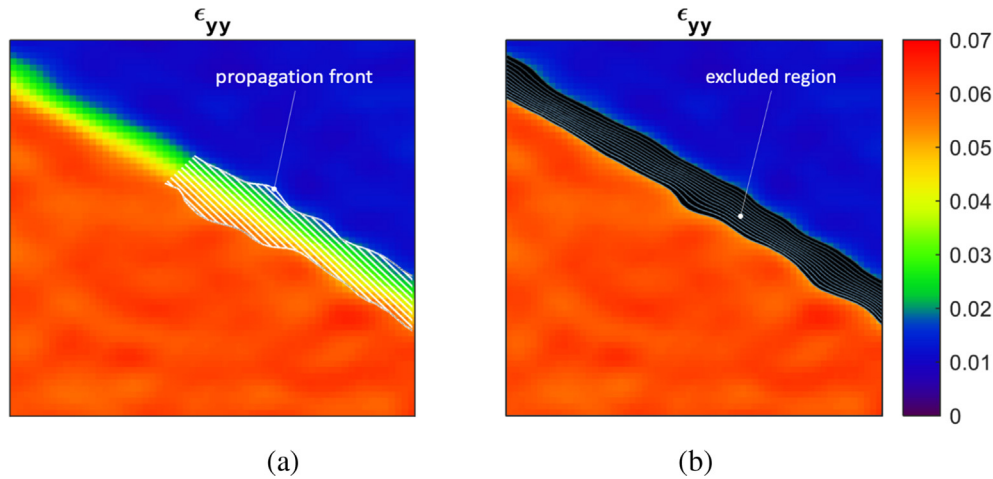 ϵyy
ϵyy
propagation front
excluded region
0.07
0.06
0.05
0.04
0.03
0.02
0.01
0
(a)
(b)